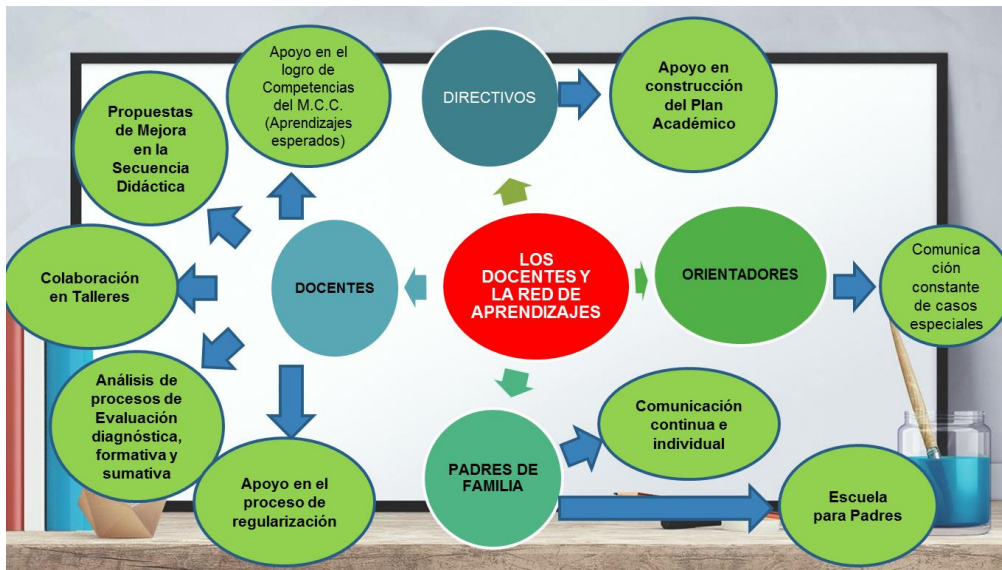 Apoyo en el
logro de
Competencias
del M.C.C.
(Aprendizajes
esperados)
DIRECTIVOS
Apoyo en
construcción
del Plan
Académico
Propuestas
de Mejora
en la
Secuencia
Didáctica
Colaboración
en Talleres
DOCENTES
LOS
DOCENTES Y
LA RED DE
APRENDIZAJES
ORIENTADORES
Comunica
ción
constante
de casos
especiales
Análisis de
procesos de
Evaluación
diagnóstica,
formativa y
sumativa
Apoyo en el
proceso de
regularización
PADRES DE
FAMILIA
Comunicación
continua e
individual
Escuela
para Padres